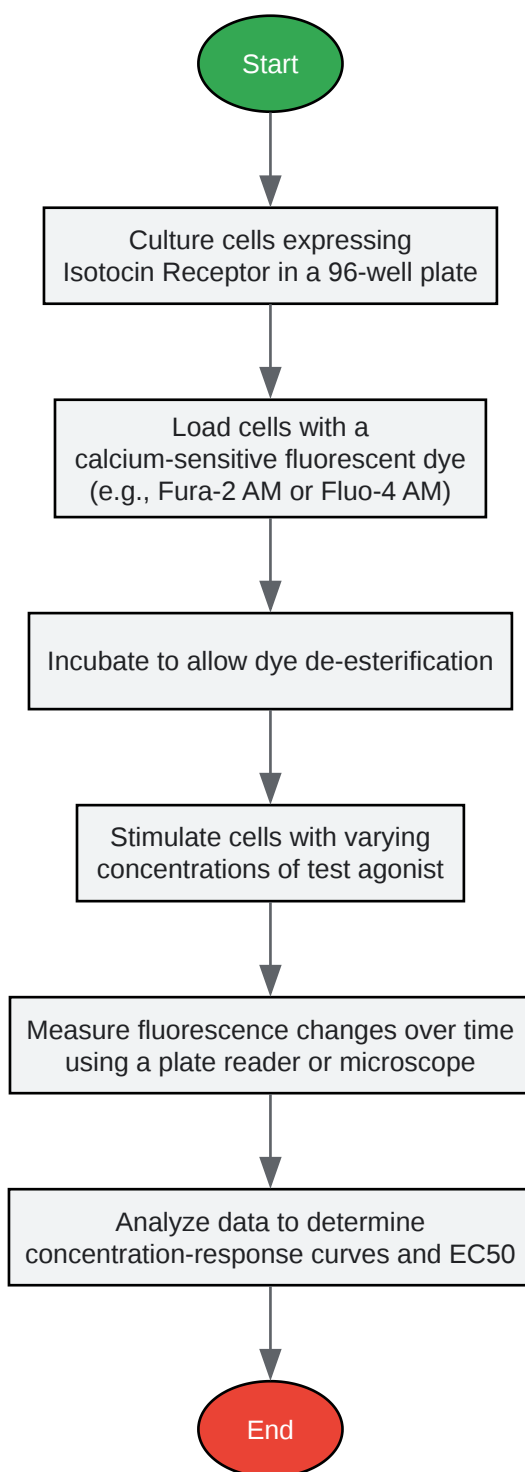 Start
Culture cells expressing
Isotocin Receptor in a 96-well plate
Load cells with a
calcium-sensitive fluorescent dye
(e.g., Fura-2 AM or Fluo-4 AM)
Incubate to allow dye de-esterification
Stimulate cells with varying
concentrations of test agonist
Measure fluorescence changes over time
using a plate reader or microscope
Analyze data to determine
concentration-response curves and EC50
End